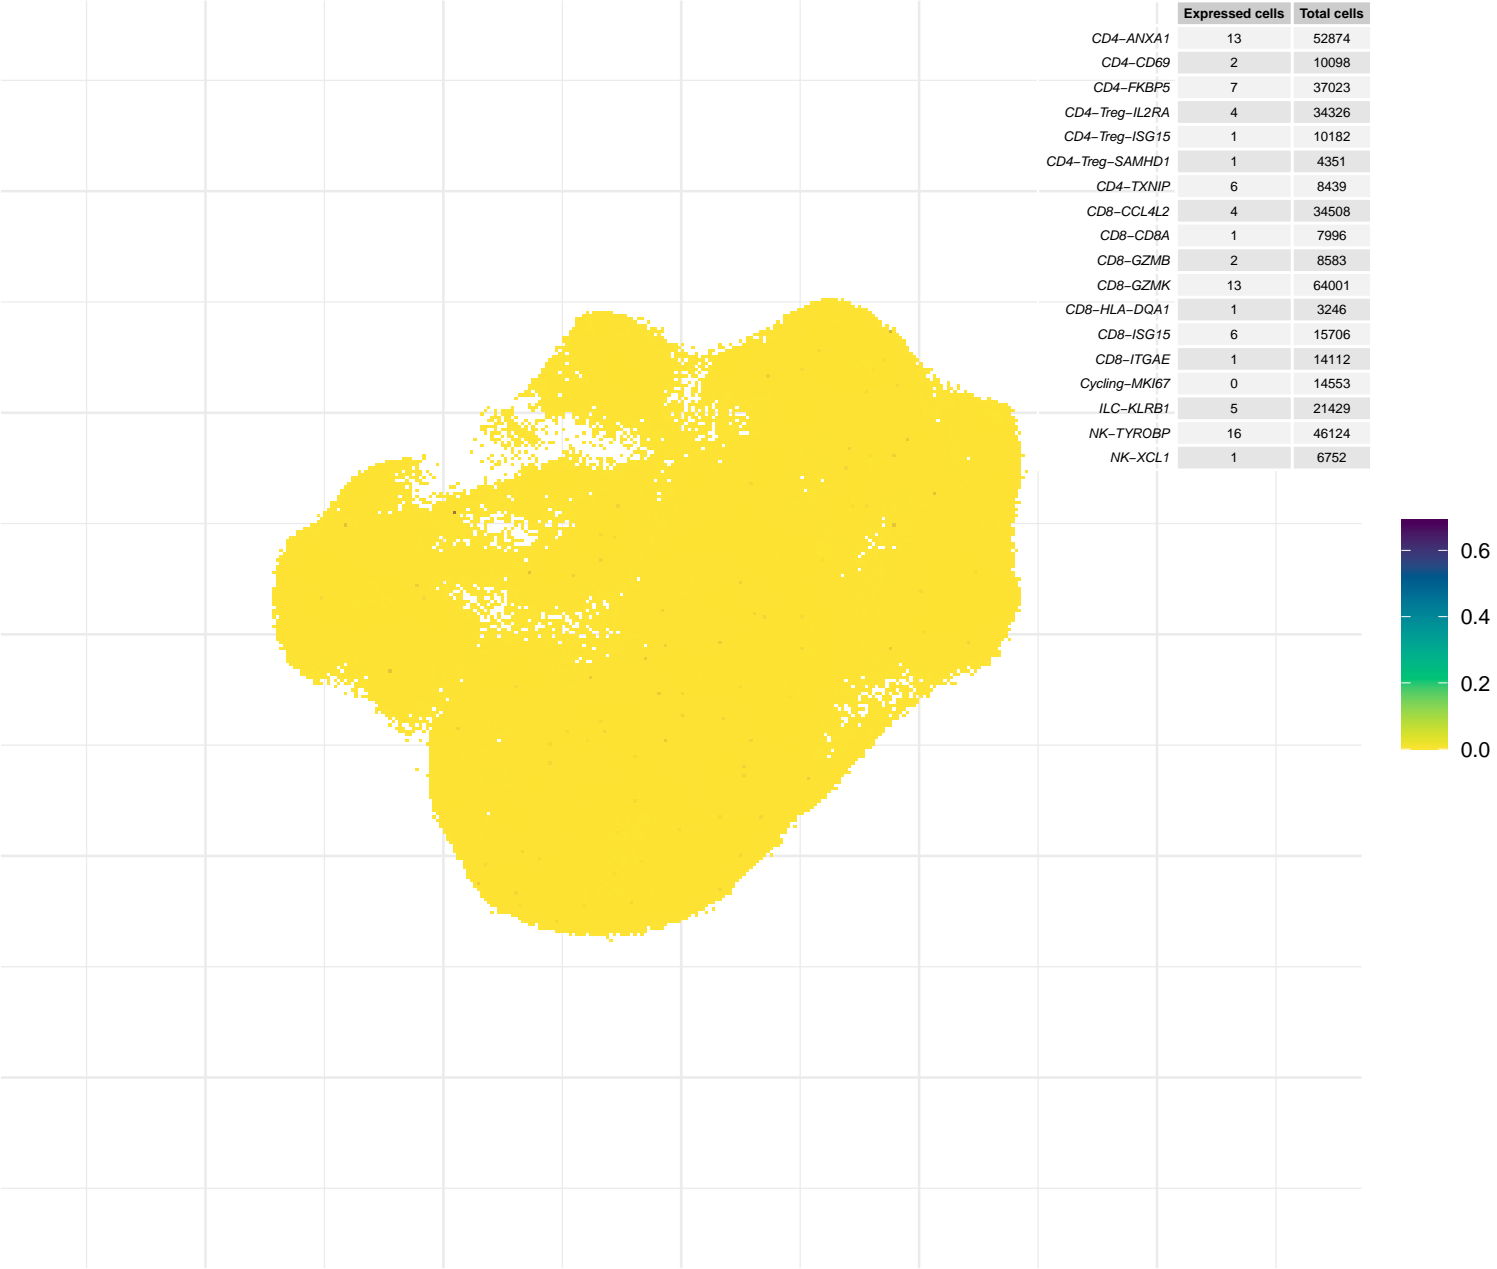 Expressed cells Total cells
CD4−ANXA1 13 52874
CD4−CD69 2 10098
CD4−FKBP5 7 37023
CD4−Treg−IL2RA 4 34326
CD4−Treg−ISG15 1 10182
CD4−Treg−SAMHD1 1 4351
CD4−TXNIP 6 8439
CD8−CCL4L2 4 34508
CD8−CD8A 1 7996
CD8−GZMB 2 8583
CD8−GZMK 13 64001
CD8−HLA−DQA1 1 3246
CD8−ISG15 6 15706
CD8−ITGAE 1 14112
Cycling−MKI67 0 14553
ILC−KLRB1 5 21429
NK−TYROBP 16 46124
NK−XCL1 1 6752
0.6
0.4
0.2
0.0